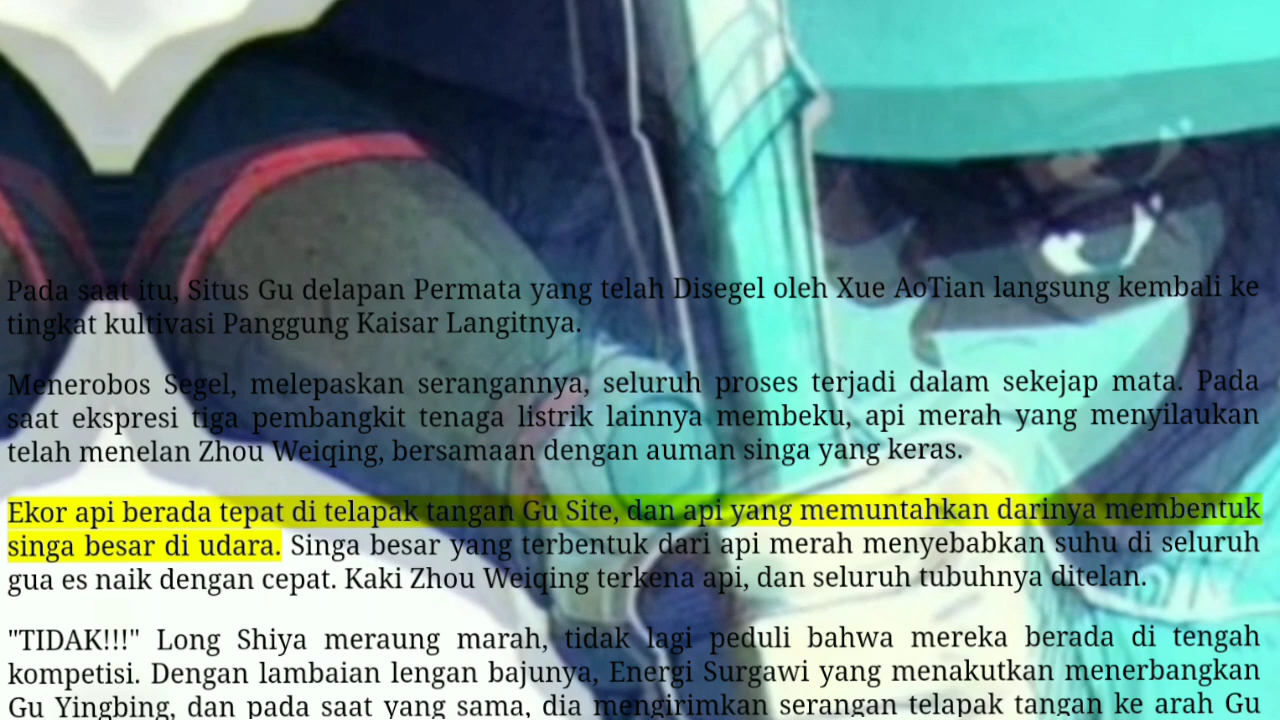 Pada saat itu, Situs Gu delapan Permata yang telah Disegel oleh Xue AoTian langsung kembali ke
tingkat kultivasi Panggung Kaisar Langitnya.
Menerobos Segel, melepaskan serangannya, seluruh proses terjadi dalam sekejap mata. Pada
saat ekspresi tiga pembangkit tenaga listrik lainnya membeku, api merah yang menyilaukan
telah menelan Zhou Weiqing, bersamaan dengan auman singa yang keras.
Ekor api berada tepat di telapak tangan Gu Site, dan api yang memuntahkan darinya membentuk
singa besar di udara. Singa besar yang terbentuk dari api merah menyebabkan suhu di seluruh
gua es naik dengan cepat. Kaki Zhou Weiqing terkena api, dan seluruh tubuhnya ditelan.
"TIDAK!!!" Long Shiya meraung marah, tidak lagi peduli bahwa mereka berada di tengah
kompetisi. Dengan lambaian lengan bajunya, Energi Surgawi yang menakutkan menerbangkan
Gu Yingbing, dan pada saat yang sama, dia mengirimkan serangan telapak tangan ke arah Gu